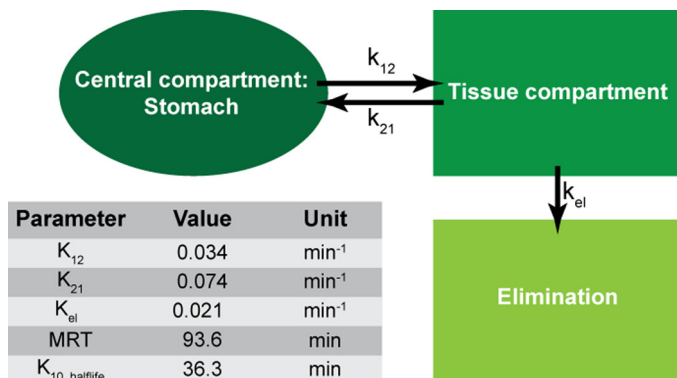 Central compartment:
Stomach
k12
k21
Tissue compartment
kel
Elimination
Parameter Value Unit
K12 0.034 min-1
K21 0.074 min-1
Kel 0.021 min-1
MRT 93.6 min
K10_halflife 36.3 min